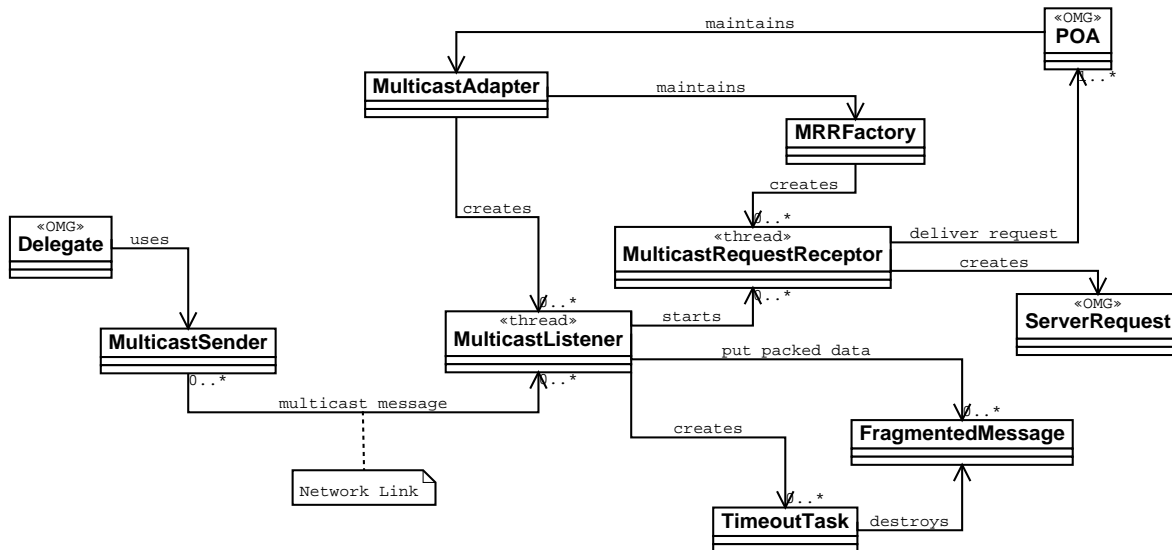 maintains
«OMG»
POA
1..*
MulticastAdapter
maintains
MRRFactory
creates
creates
0..*
«OMG»
Delegate
uses
«thread»
MulticastRequestReceptor
0..*
deliver request
creates
«OMG»
ServerRequest
0..*
«thread»
MulticastListener
0..*
starts
MulticastSender
0..*
put packed data
multicast message
0..*
FragmentedMessage
creates
Network Link
0..*
TimeoutTask
destroys